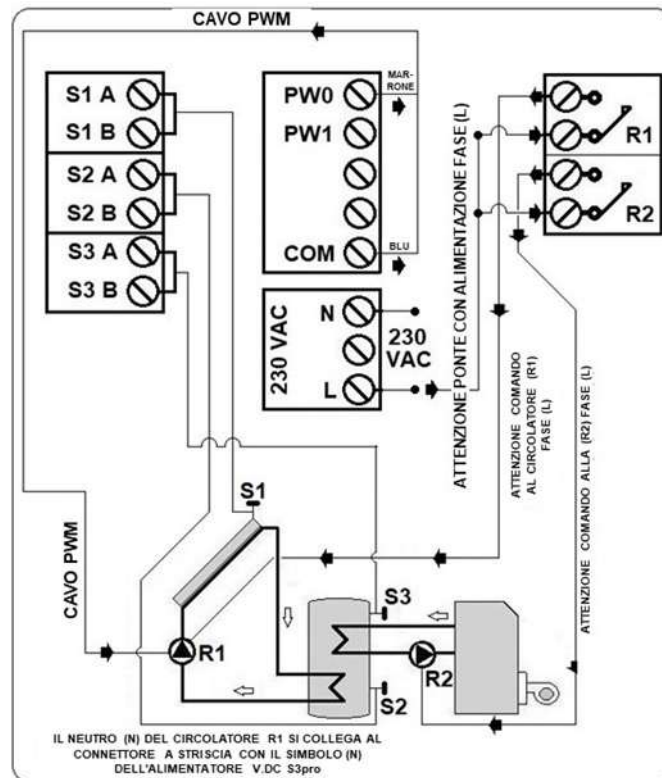 CAVO PWM
S1 A
S1 B
S2 A
S2 B
S3 A
S3 B
PW0
PW1
COM
MAR-
RONE
BLU
230 VAC
N
L
230
VAC
ATTENZIONE PONTE CON ALIMENTAZIONE FASE (L)
R1
R2
ATTENZIONE COMANDO
AL CIRCOLATORE (R1)
FASE (L)
ATTENZIONE COMANDO ALLA (R2) FASE (L)
CAVO PWM
S1
S3
S2
R1
R2
IL NEUTRO (N) DEL CIRCOLATORE R1 SI COLLEGA AL
CONNETTORE A STRISCIA CON IL SIMBOLO (N)
DELL'ALIMENTATORE V.DC S3pro